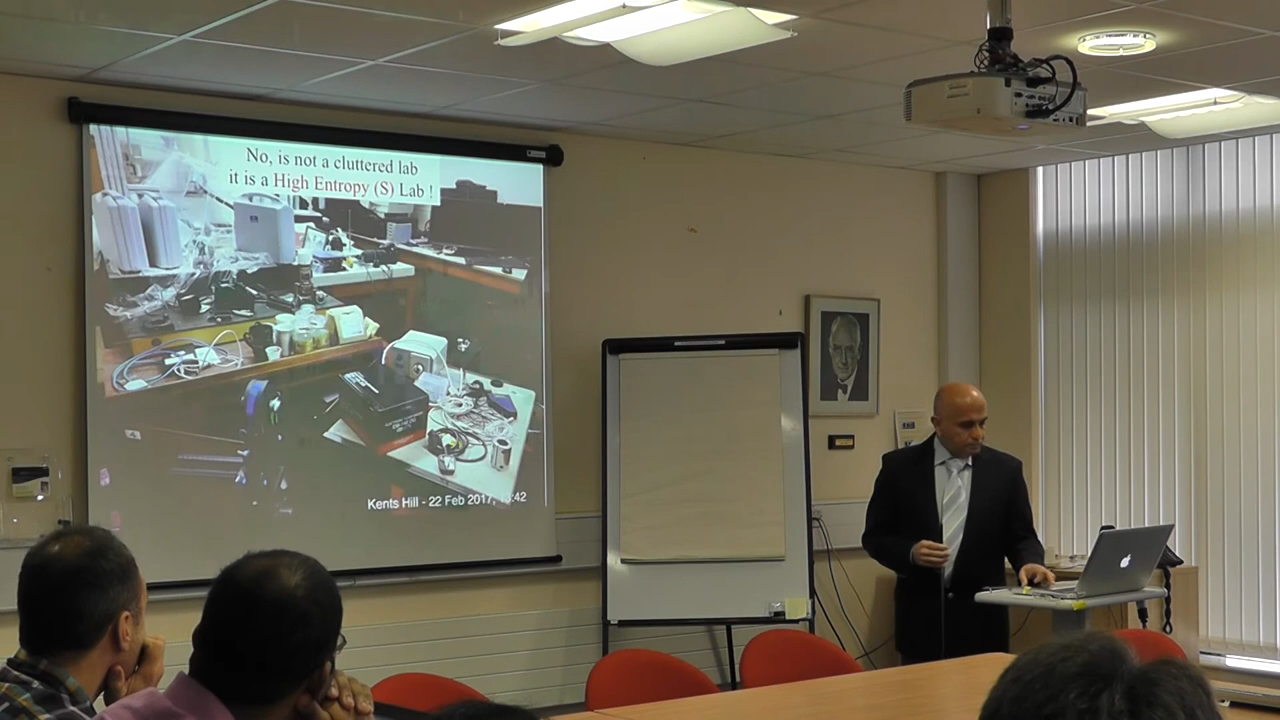 No, is not a cluttered lab
it is a High Entropy (S) Lab !
Kents Hill - 22 Feb 2017,